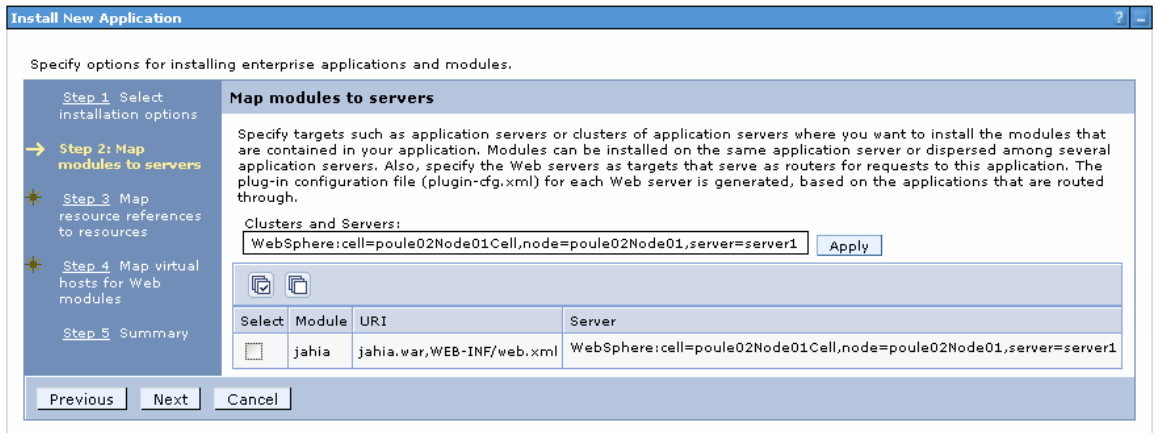 Install New Application
? _
Specify options for installing enterprise applications and modules.
Step 1 Select
installation options
Step 2: Map
modules to servers
Step 3 Map
resource references
to resources
Step 4 Map virtual
hosts for Web
modules
Step 5 Summary
Map modules to servers
Specify targets such as application servers or clusters of application servers where you want to install the modules that
are contained in your application. Modules can be installed on the same application server or dispersed among several
application servers. Also, specify the Web servers as targets that serve as routers for requests to this application. The
plug-in configuration file (plugin-cfg.xml) for each Web server is generated, based on the applications that are routed
through.
Clusters and Servers:
WebSphere:cell=poule02Node01Cell,node=poule02Node01,server=server1
Apply
Select Module URI Server
jahia jahia.war,WEB-INF/web.xml WebSphere:cell=poule02Node01Cell,node=poule02Node01,server=server1
Previous Next Cancel